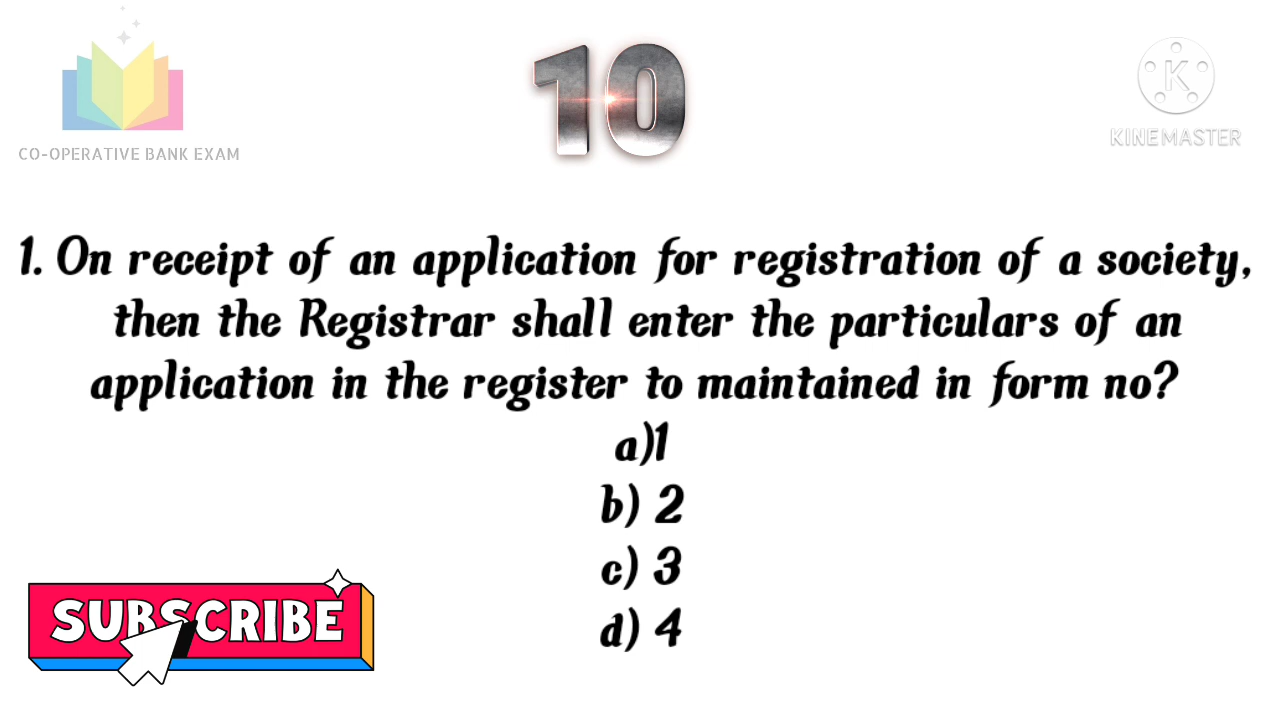 10
CO-OPERATIVE BANK EXAM
KINEMASTER
1. On receipt of an application for registration of a society,
then the Registrar shall enter the particulars of an
application in the register to maintained in form no?
a)1
b) 2
c) 3
d) 4
SUBSCRIBE